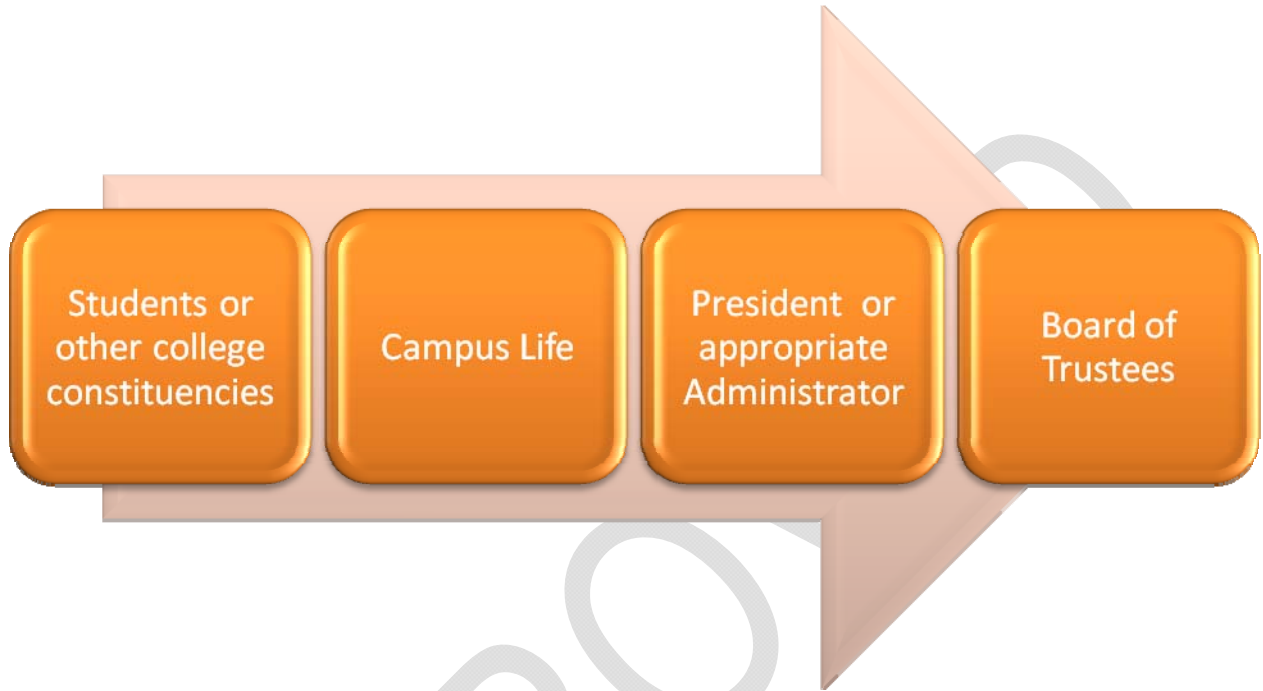 Students or
other college
constituencies
Campus Life
President or
appropriate
Administrator
Board of
Trustees